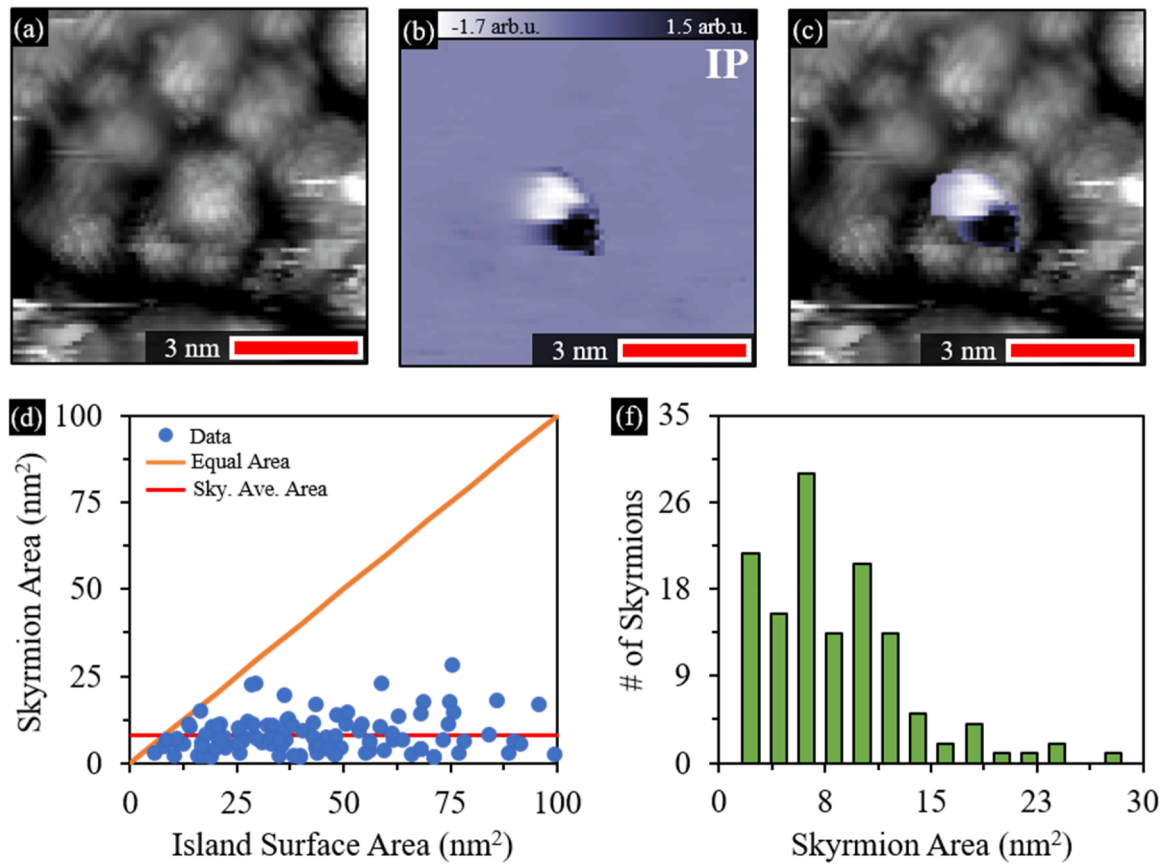 (a)
3 nm
(b)
-1.7 arb.u. 1.5 arb.u.
IP
3 nm
(c)
3 nm
(d)
100
75
50
25
0
Skyrmion Area (nm²)
Data
Equal Area
Sky. Ave. Area
0 25 50 75 100
Island Surface Area (nm²)
(f)
35
26
18
9
0
# of Skyrmions
0 8 15 23 30
Skyrmion Area (nm²)